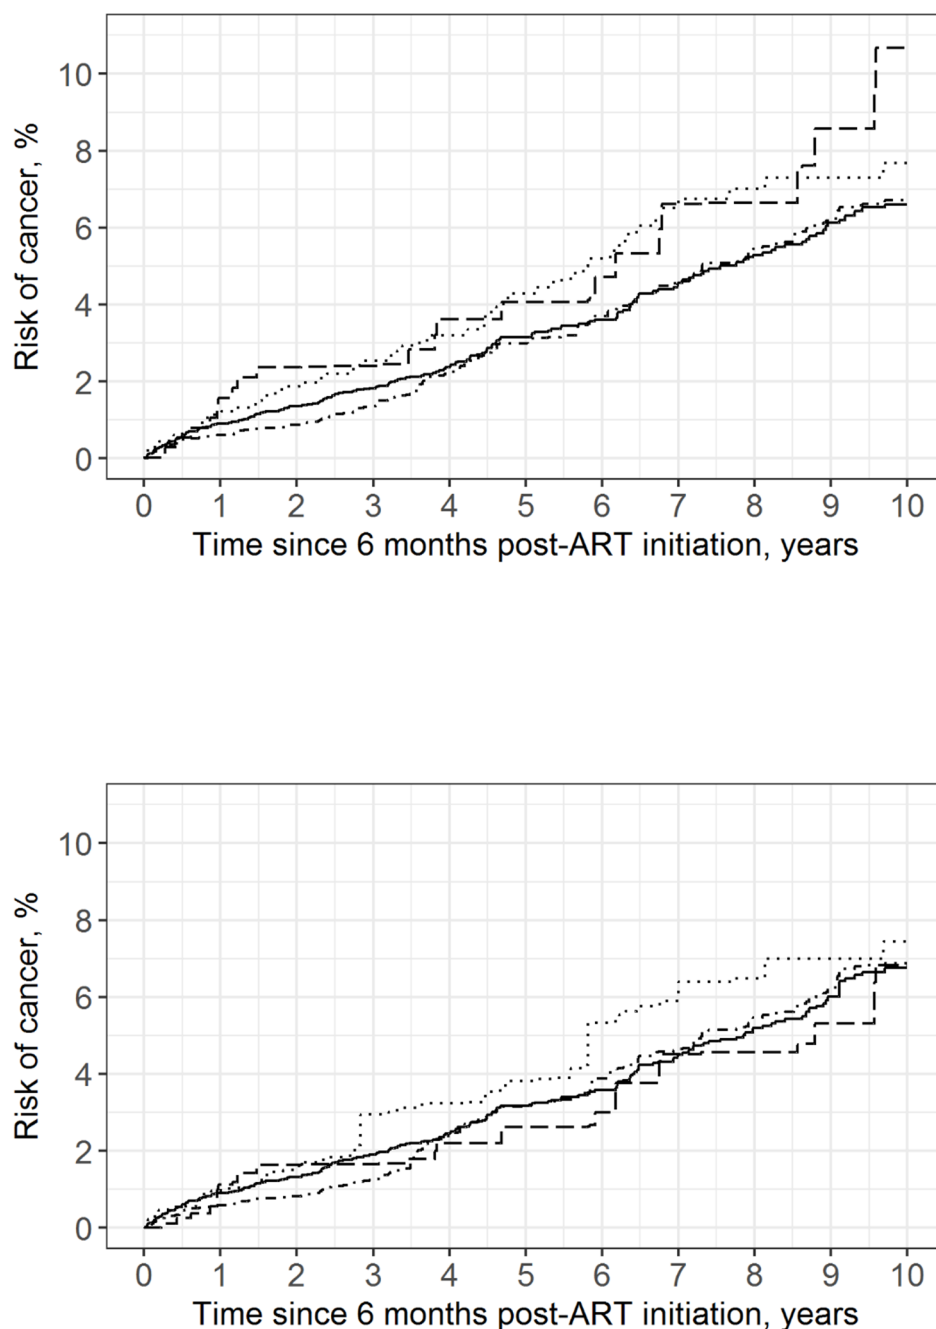 Risk of cancer, %
10
8
6
4
2
0
0 1 2 3 4 5 6 7 8 9 10
Time since 6 months post-ART initiation, years
Risk of cancer, %
10
8
6
4
2
0
0 1 2 3 4 5 6 7 8 9 10
Time since 6 months post-ART initiation, years